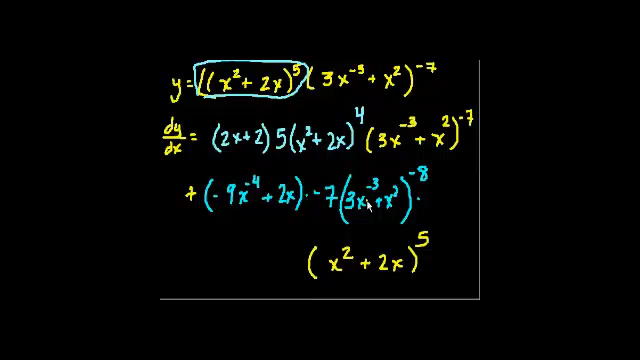 y = ((x² + 2x)⁵ (3x⁻³ + x²)⁻⁷
dy/dx = (2x+2) 5(x²+2x)⁴ (3x⁻³ + x²)⁻⁷
+ (-9x⁻⁴ + 2x) · -7(3x⁻³ + x²)⁻⁸ ·
(x² + 2x)⁵